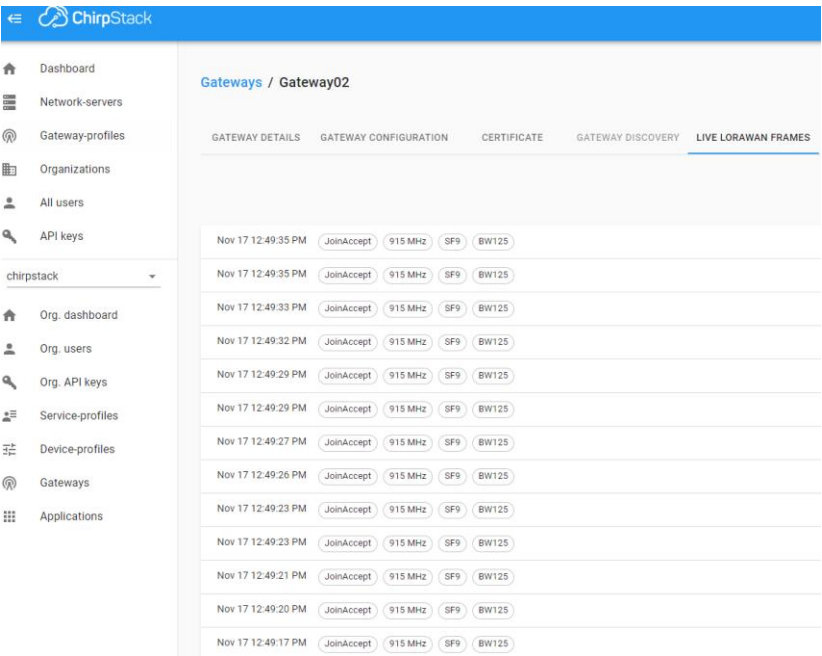 ChirpStack
Dashboard
Network-servers
Gateway-profiles
Organizations
All users
API keys
chirpstack
Org. dashboard
Org. users
Org. API keys
Service-profiles
Device-profiles
Gateways
Applications
Gateways / Gateway02
GATEWAY DETAILS GATEWAY CONFIGURATION CERTIFICATE GATEWAY DISCOVERY LIVE LORAWAN FRAMES
Nov 17 12:49:35 PM JoinAccept 915 MHz SF9 BW125
Nov 17 12:49:35 PM JoinAccept 915 MHz SF9 BW125
Nov 17 12:49:33 PM JoinAccept 915 MHz SF9 BW125
Nov 17 12:49:32 PM JoinAccept 915 MHz SF9 BW125
Nov 17 12:49:29 PM JoinAccept 915 MHz SF9 BW125
Nov 17 12:49:29 PM JoinAccept 915 MHz SF9 BW125
Nov 17 12:49:27 PM JoinAccept 915 MHz SF9 BW125
Nov 17 12:49:26 PM JoinAccept 915 MHz SF9 BW125
Nov 17 12:49:23 PM JoinAccept 915 MHz SF9 BW125
Nov 17 12:49:23 PM JoinAccept 915 MHz SF9 BW125
Nov 17 12:49:21 PM JoinAccept 915 MHz SF9 BW125
Nov 17 12:49:20 PM JoinAccept 915 MHz SF9 BW125
Nov 17 12:49:17 PM JoinAccept 915 MHz SF9 BW125